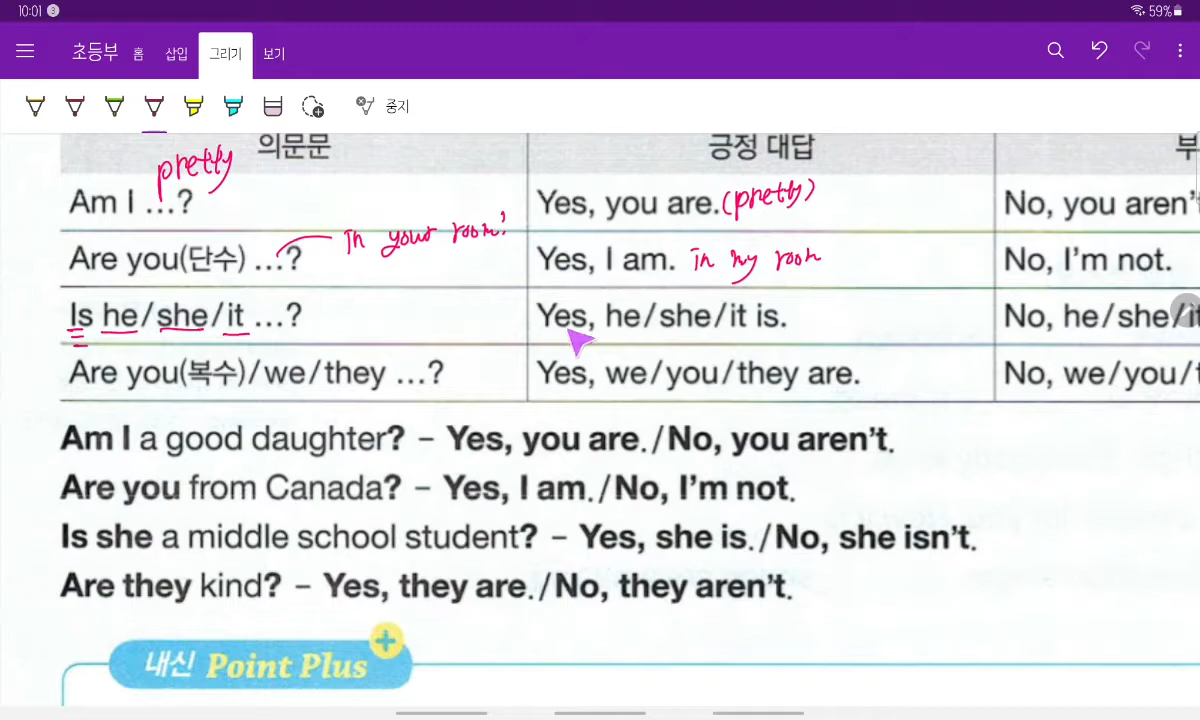 10:01 3 59%
초등부 홈 삽입 그리기 보기
중지
의문문 긍정 대답 부
pretty
Am I ...? Yes, you are. (pretty) No, you aren't
Are you(단수) ...? In your room? Yes, I am. in my room No, I'm not.
Is he/she/it ...? Yes, he/she/it is. No, he/she/it
Are you(복수)/we/they ...? Yes, we/you/they are. No, we/you/t
Am I a good daughter? – Yes, you are./No, you aren't.
Are you from Canada? – Yes, I am./No, I'm not.
Is she a middle school student? – Yes, she is./No, she isn't.
Are they kind? – Yes, they are./No, they aren't.
내신 Point Plus +